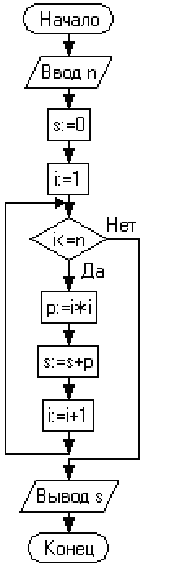 Начало
Ввод n
s:=0
i:=1
i<=n
Нет
Да
p:=i*i
s:=s+p
i:=i+1
Вывод s
Конец